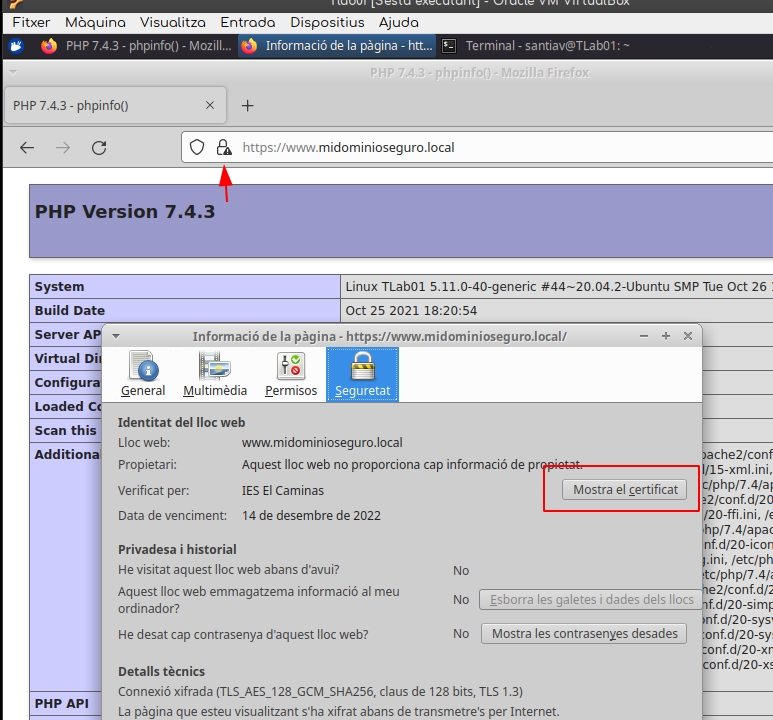 [Sesta executant] - Oracle VM VirtualBox
Fitxer Màquina Visualitza Entrada Dispositius Ajuda
PHP 7.4.3 - phpinfo() - Mozill... Informació de la pàgina - htt... Terminal - santiav@TLab01: ~
PHP 7.4.3 - phpinfo() - Mozilla Firefox
PHP 7.4.3 - phpinfo()
https://www.midominioseguro.local
PHP Version 7.4.3
System Linux TLab01 5.11.0-40-generic #44~20.04.2-Ubuntu SMP Tue Oct 26
Build Date Oct 25 2021 18:20:54
Server AP
Informació de la pàgina - https://www.midominioseguro.local/
Virtual Di
Configura
Loaded Co
Scan this
Additiona
General Multimèdia Permisos Seguretat
Identitat del lloc web
Lloc web: www.midominioseguro.local
Propietari: Aquest lloc web no proporciona cap informació de propietat.
Verificat per: IES El Caminas
Mostra el certificat
Data de venciment: 14 de desembre de 2022
Privadesa i historial
He visitat aquest lloc web abans d'avui? No
Aquest lloc web emmagatzema informació al meu
ordinador? No Esborra les galetes i dades dels llocs
He desat cap contrasenya d'aquest lloc web? No Mostra les contrasenyes desades
Detalls tècnics
Connexió xifrada (TLS_AES_128_GCM_SHA256, claus de 128 bits, TLS 1.3)
La pàgina que esteu visualitzant s'ha xifrat abans de transmetre's per Internet.
pache2/conf.d/
/15-xml.ini,
c/php/7.4/ap
e2/conf.d/20
/20-ffi.ini, /e
php/7.4/apac
nf.d/20-icon
g.ini, /etc/ph
etc/php/7.4/a
he2/conf.d/2
nf.d/20-simp
onf.d/20-sysv
conf.d/20-sy
conf.d/20-xm
conf.d/20-xs
PHP API